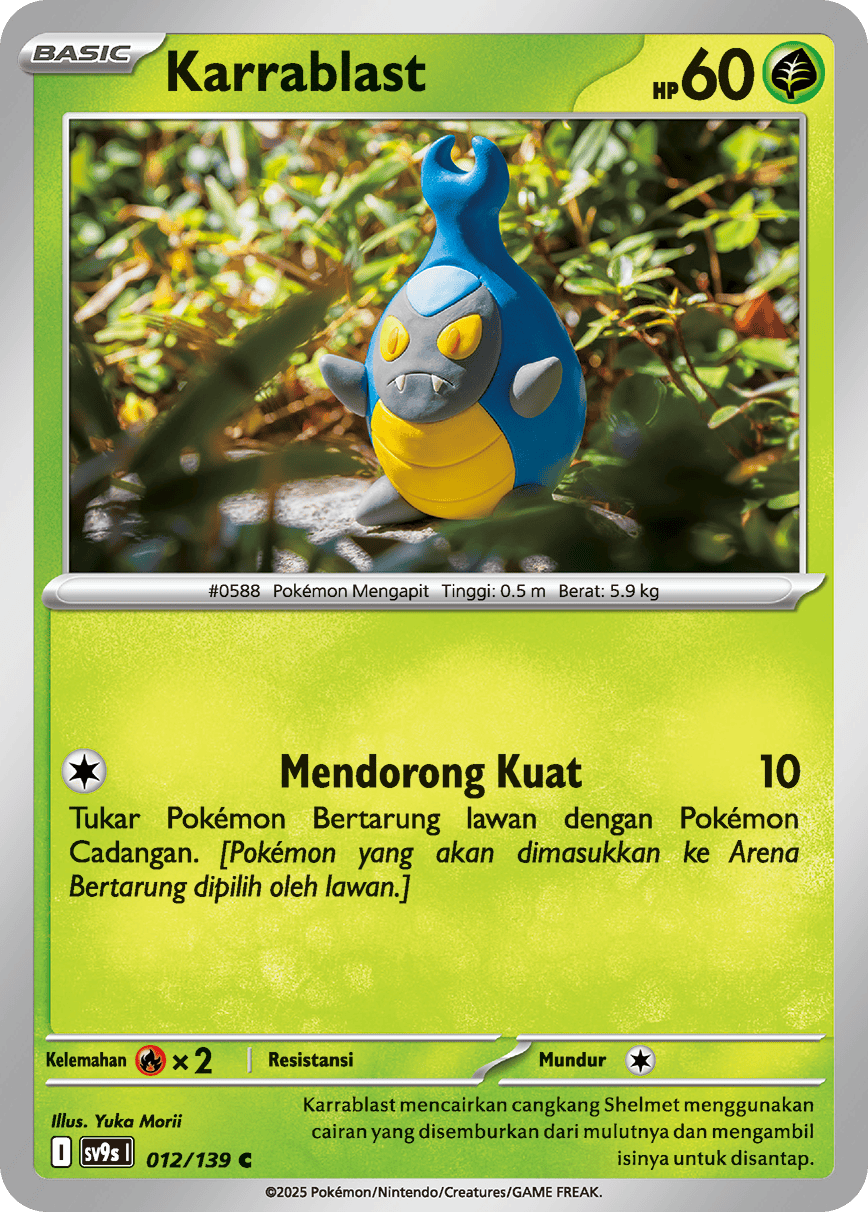 BASIC
Karrablast
HP 60
#0588 Pokémon Mengapit Tinggi: 0.5 m Berat: 5.9 kg
Mendorong Kuat 10
Tukar Pokémon Bertarung lawan dengan Pokémon
Cadangan. [Pokémon yang akan dimasukkan ke Arena
Bertarung dipilih oleh lawan.]
Kelemahan ×2 Resistansi Mundur
Illus. Yuka Morii
Karrablast mencairkan cangkang Shelmet menggunakan
cairan yang disemburkan dari mulutnya dan mengambil
isinya untuk disantap.
I sv9s I 012/139 C
©2025 Pokémon/Nintendo/Creatures/GAME FREAK.